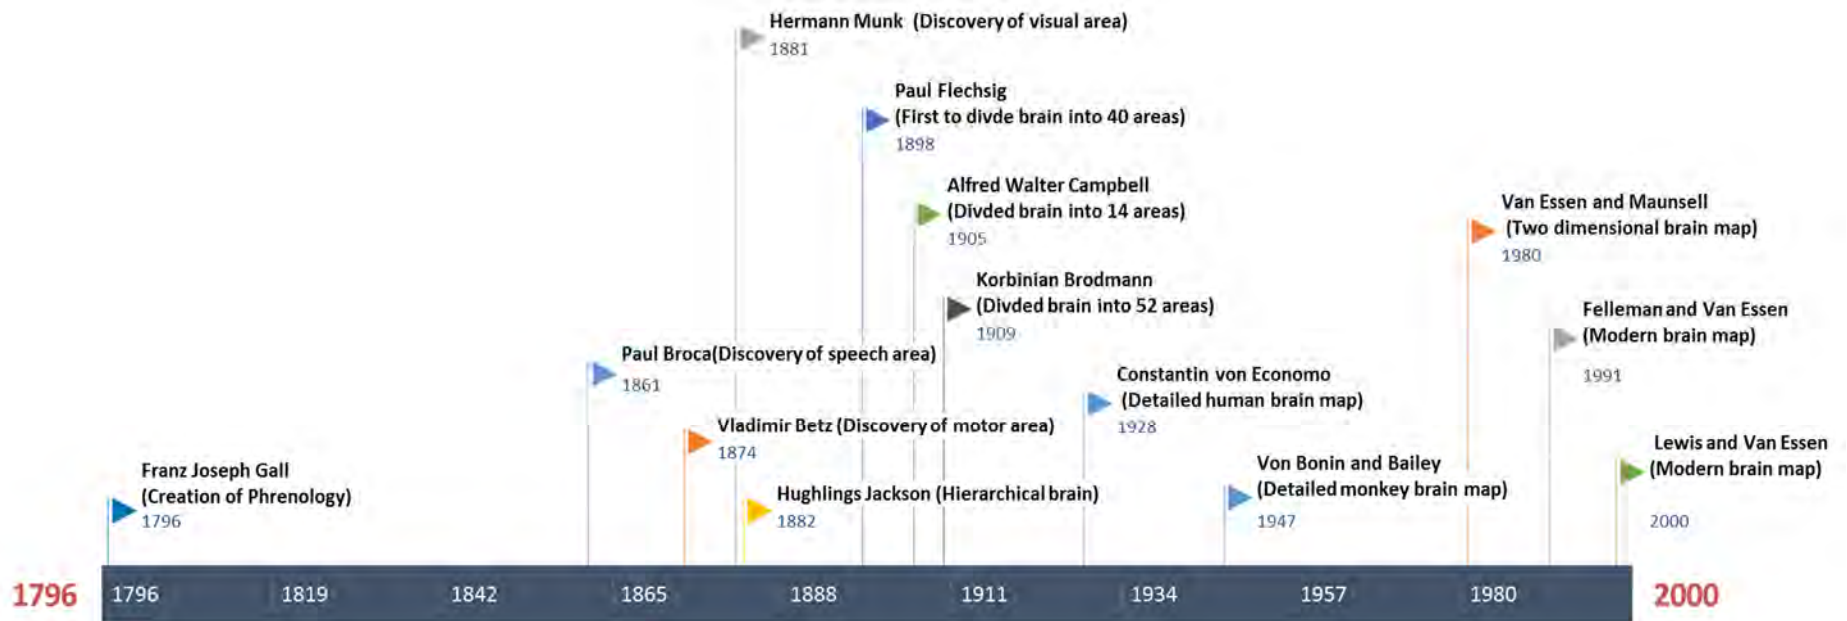 Hermann Munk (Discovery of visual area)
1881
Paul Flechsig
(First to divde brain into 40 areas)
1898
Alfred Walter Campbell
(Divded brain into 14 areas)
1905
Van Essen and Maunsell
(Two dimensional brain map)
1980
Korbinian Brodmann
(Divded brain into 52 areas)
1909
Felleman and Van Essen
(Modern brain map)
1991
Paul Broca(Discovery of speech area)
1861
Constantin von Economo
(Detailed human brain map)
1928
Vladimir Betz (Discovery of motor area)
1874
Lewis and Van Essen
(Modern brain map)
2000
Von Bonin and Bailey
(Detailed monkey brain map)
1947
Franz Joseph Gall
(Creation of Phrenology)
1796
Hughlings Jackson (Hierarchical brain)
1882
1796 1796 1819 1842 1865 1888 1911 1934 1957 1980 2000